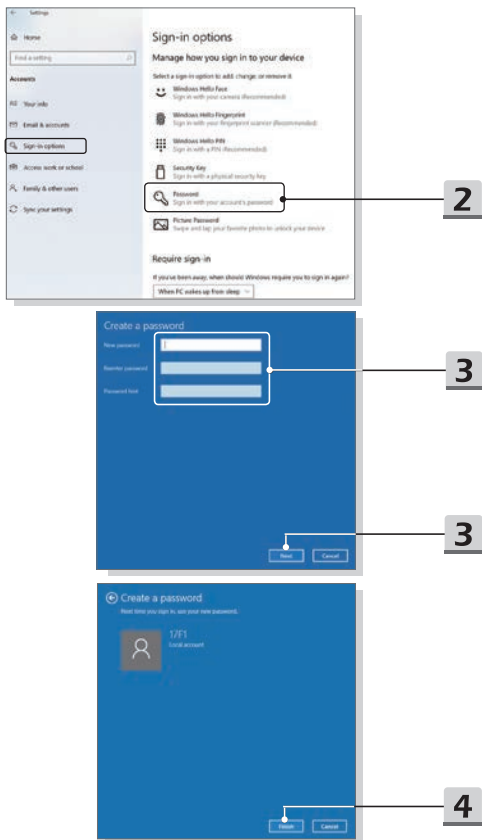 Settings
Home
Find a setting
Accounts
Your info
Email & accounts
Sign-in options
Access work or school
Family & other users
Sync your settings
Sign-in options
Manage how you sign in to your device
Select a sign-in option to add, change, or remove it.
Windows Hello Face
Sign in with your camera (Recommended)
Windows Hello Fingerprint
Sign in with your fingerprint scanner (Recommended)
Windows Hello PIN
Sign in with a PIN (Recommended)
Security Key
Sign in with a physical security key
Password
Sign in with your account's password
2
Picture Password
Swipe and tap your favorite photo to unlock your device
Require sign-in
If you've been away, when should Windows require you to sign in again?
When PC wakes up from sleep
Create a password
New password
Reenter password
Password hint
3
3
Next
Cancel
Create a password
Next time you sign in, use your new password.
17F1
Local account
4
Finish
Cancel